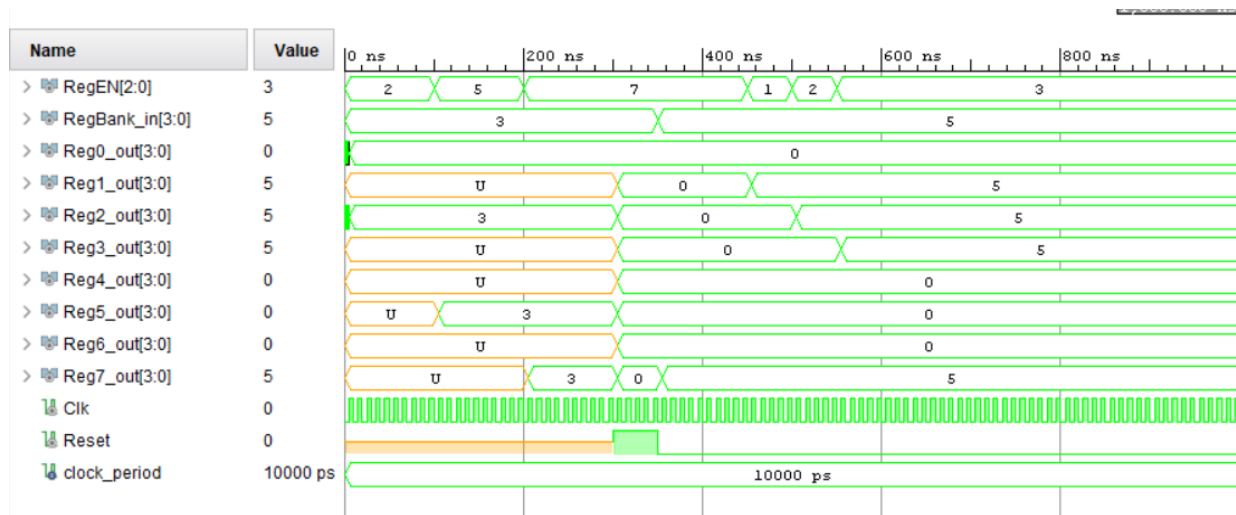 Name Value 0 ns 200 ns 400 ns 600 ns 800 ns
RegEN[2:0] 3 2 5 7 1 2 3
RegBank_in[3:0] 5 3 5
Reg0_out[3:0] 0 0
Reg1_out[3:0] 5 U 0 5
Reg2_out[3:0] 5 3 0 5
Reg3_out[3:0] 5 U 0 5
Reg4_out[3:0] 0 U 0
Reg5_out[3:0] 0 U 3 0
Reg6_out[3:0] 0 U 0
Reg7_out[3:0] 5 U 3 0 5
Clk 0
Reset 0
clock_period 10000 ps 10000 ps